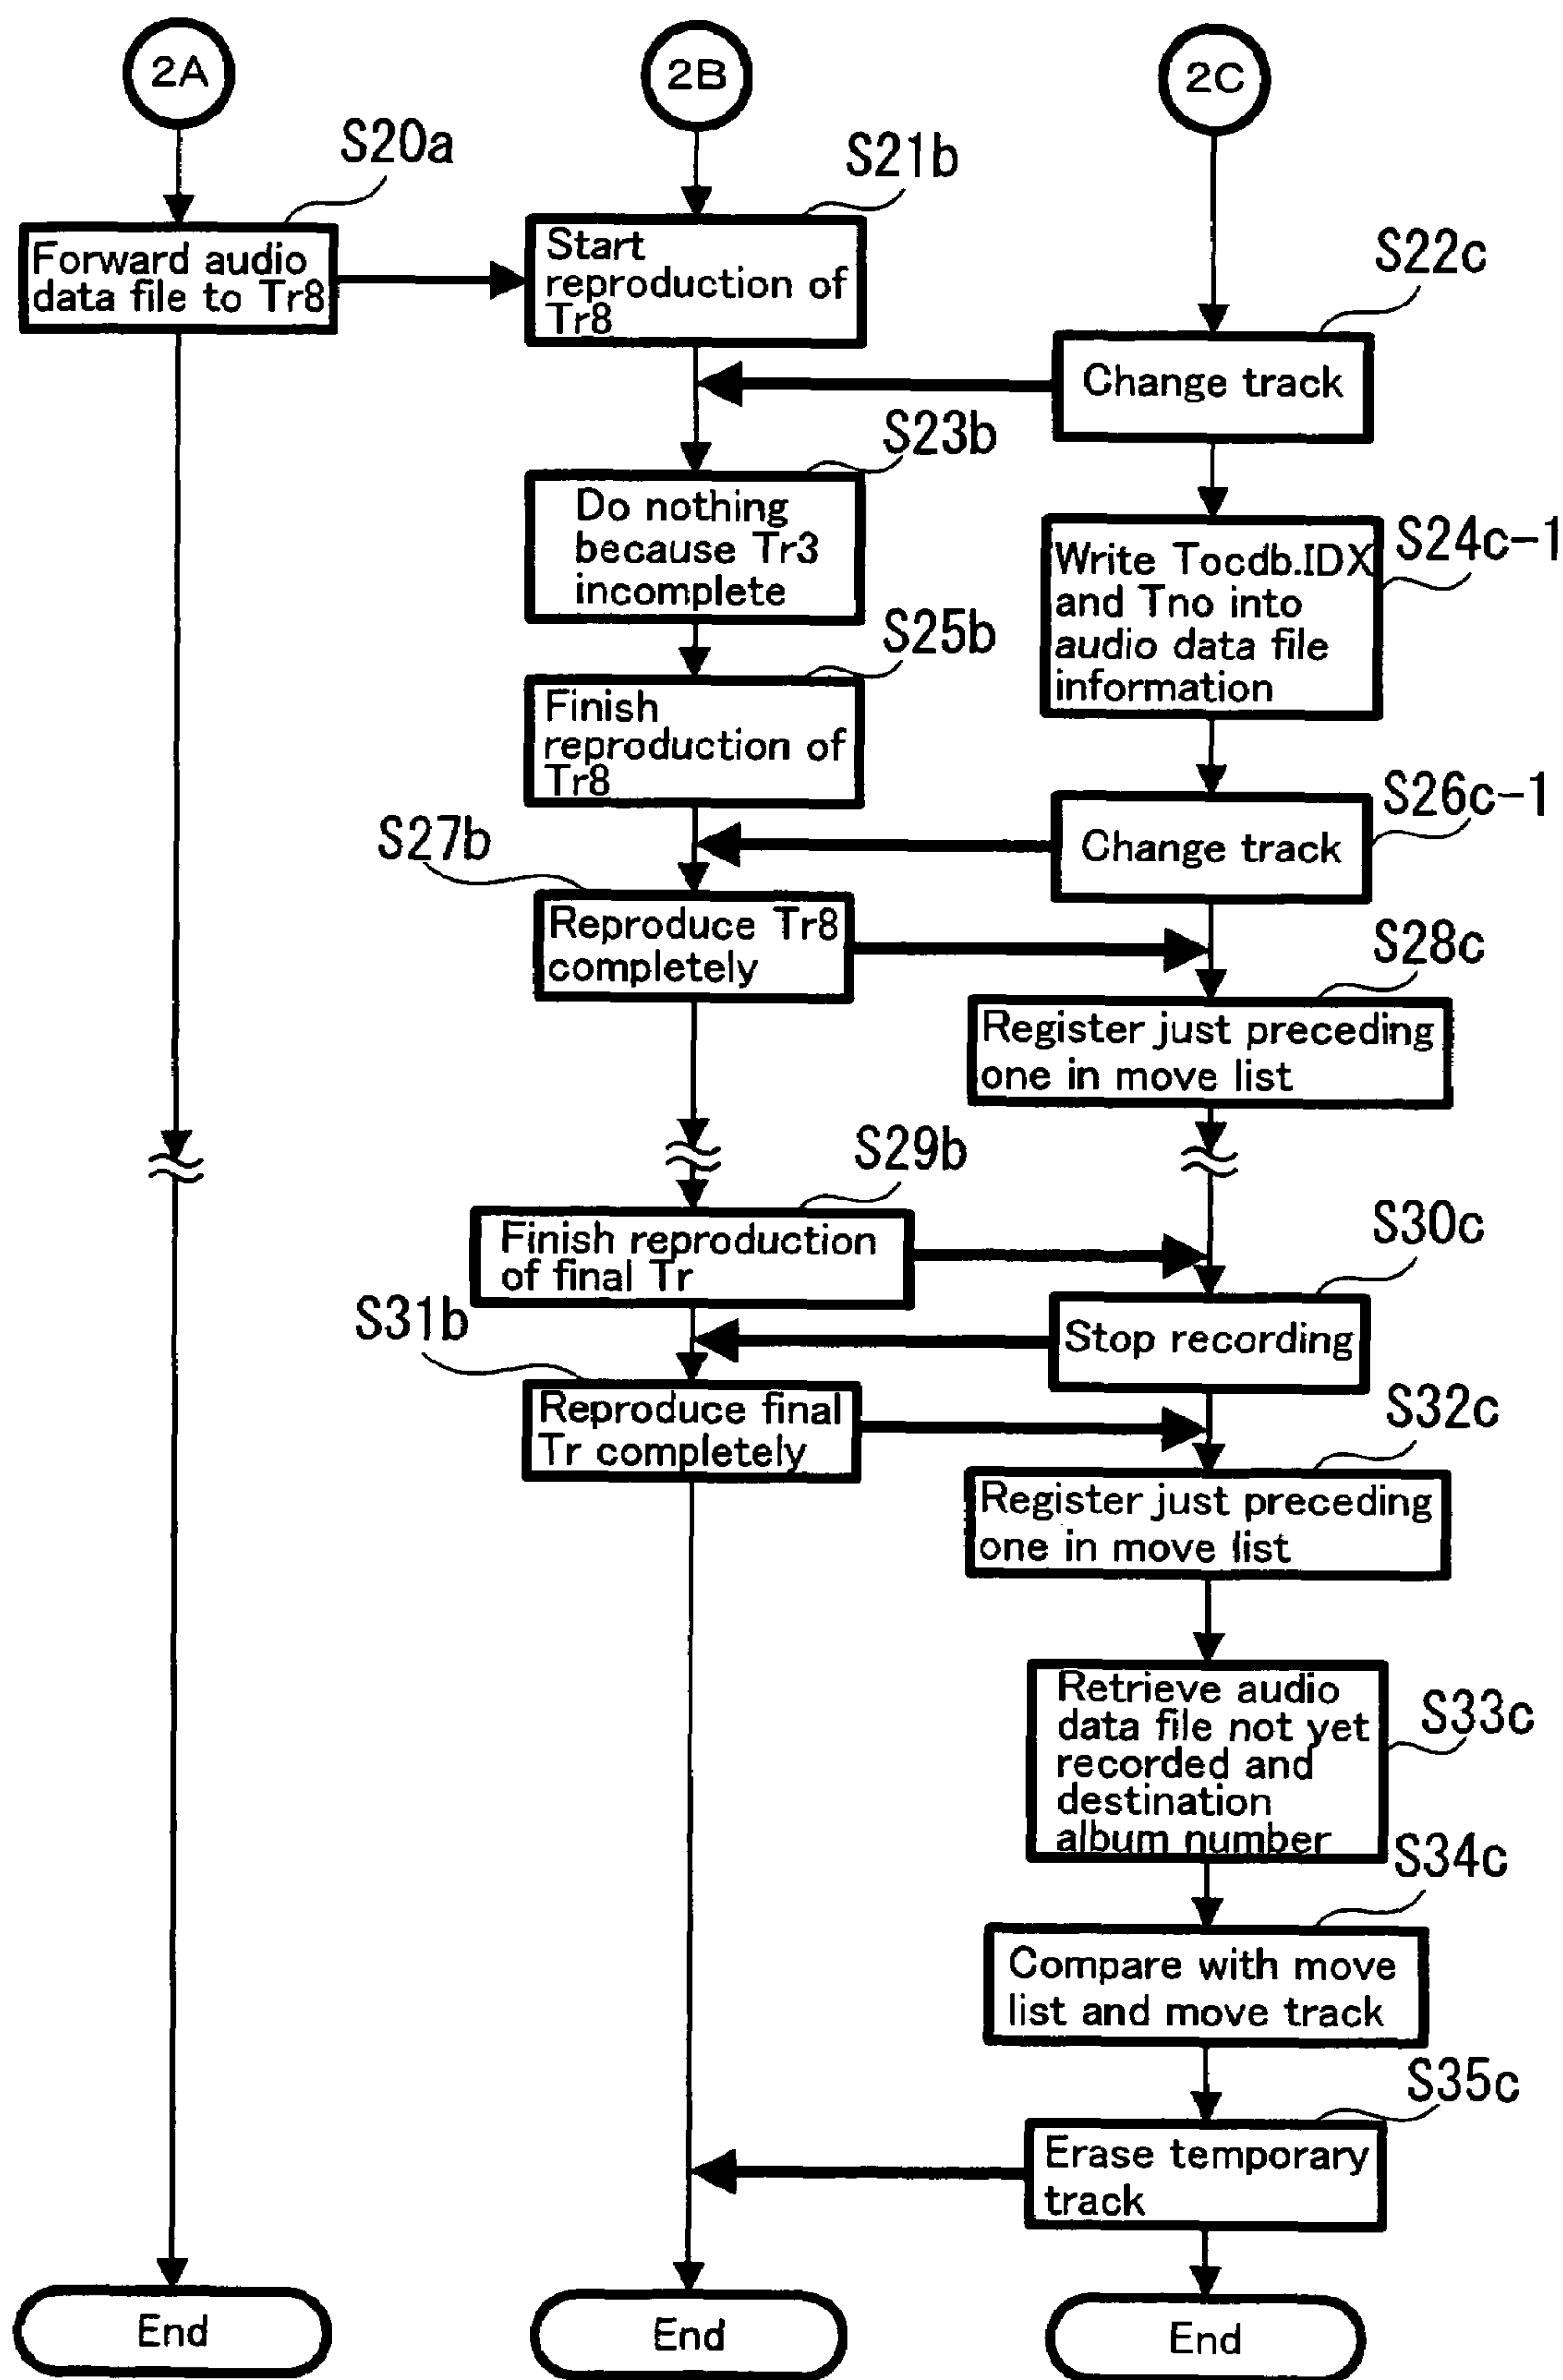 2A
2B
2C
S20a
S21b
Forward audio
data file to Tr8
Start
reproduction of
Tr8
S22c
Change track
S23b
Do nothing
because Tr3
incomplete
S24c-1
Write Tocdb.IDX
and Tno into
audio data file
information
S25b
Finish
reproduction of
Tr8
S26c-1
Change track
S27b
Reproduce Tr8
completely
S28c
Register just preceding
one in move list
S29b
Finish reproduction
of final Tr
S30c
Stop recording
S31b
Reproduce final
Tr completely
S32c
Register just preceding
one in move list
S33c
Retrieve audio
data file not yet
recorded and
destination
album number
S34c
Compare with move
list and move track
S35c
Erase temporary
track
End
End
End